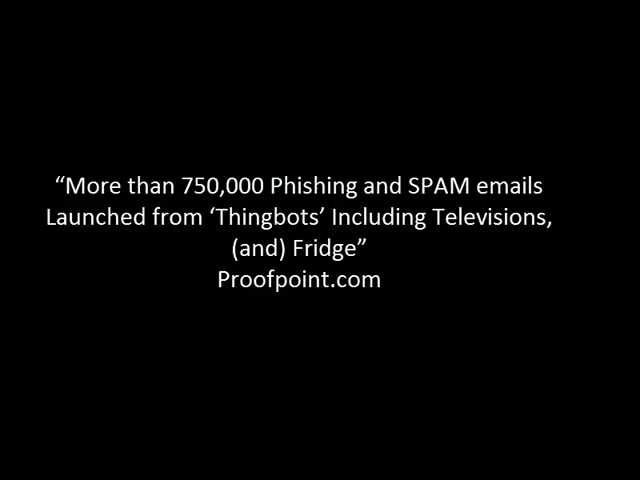 “More than 750,000 Phishing and SPAM emails
Launched from ‘Thingbots’ Including Televisions,
(and) Fridge”
Proofpoint.com